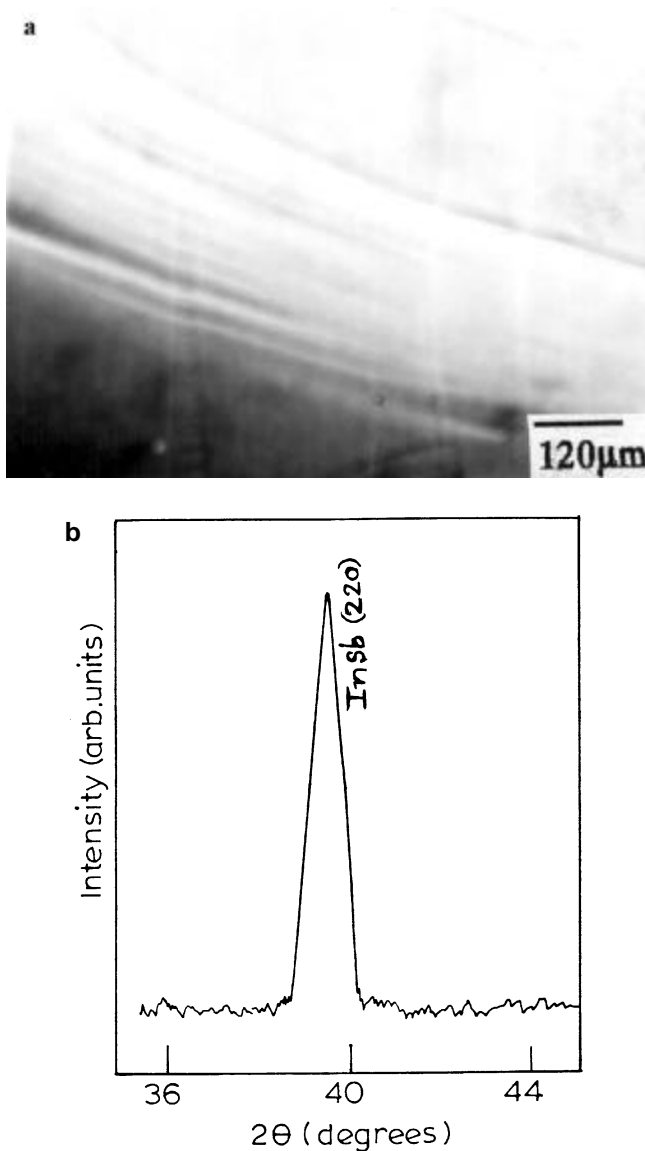 a
120μm
b
Intensity (arb.units)
InSb (220)
36 40 44
2θ (degrees)